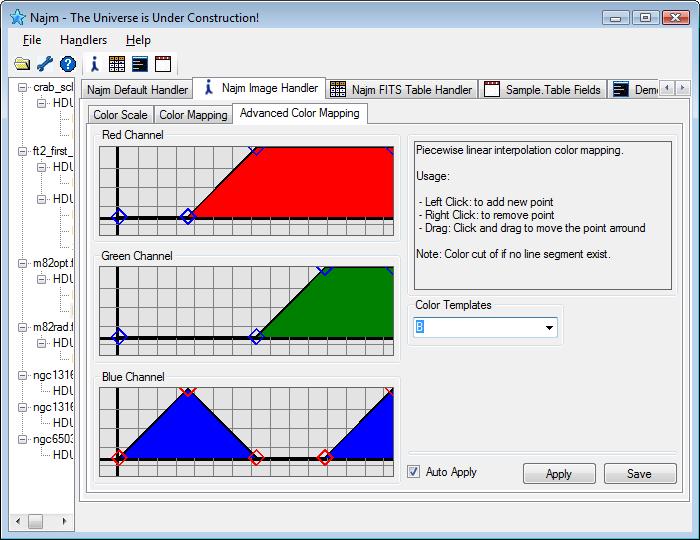 Najm - The Universe is Under Construction!
File Handlers Help
crab_scl
HDU
ft2_first_
HDU
HDU
m82opt.f
HDU
m82rad.f
HDU
ngc1316
HDU
ngc1316
HDU
ngc6503
HDU
Najm Default Handler
Najm Image Handler
Najm FITS Table Handler
Sample.Table Fields
Demo
Color Scale
Color Mapping
Advanced Color Mapping
Red Channel
Green Channel
Blue Channel
Piecewise linear interpolation color mapping.
Usage:
- Left Click: to add new point
- Right Click: to remove point
- Drag: Click and drag to move the point arround
Note: Color cut of if no line segment exist.
Color Templates
B
Auto Apply
Apply
Save